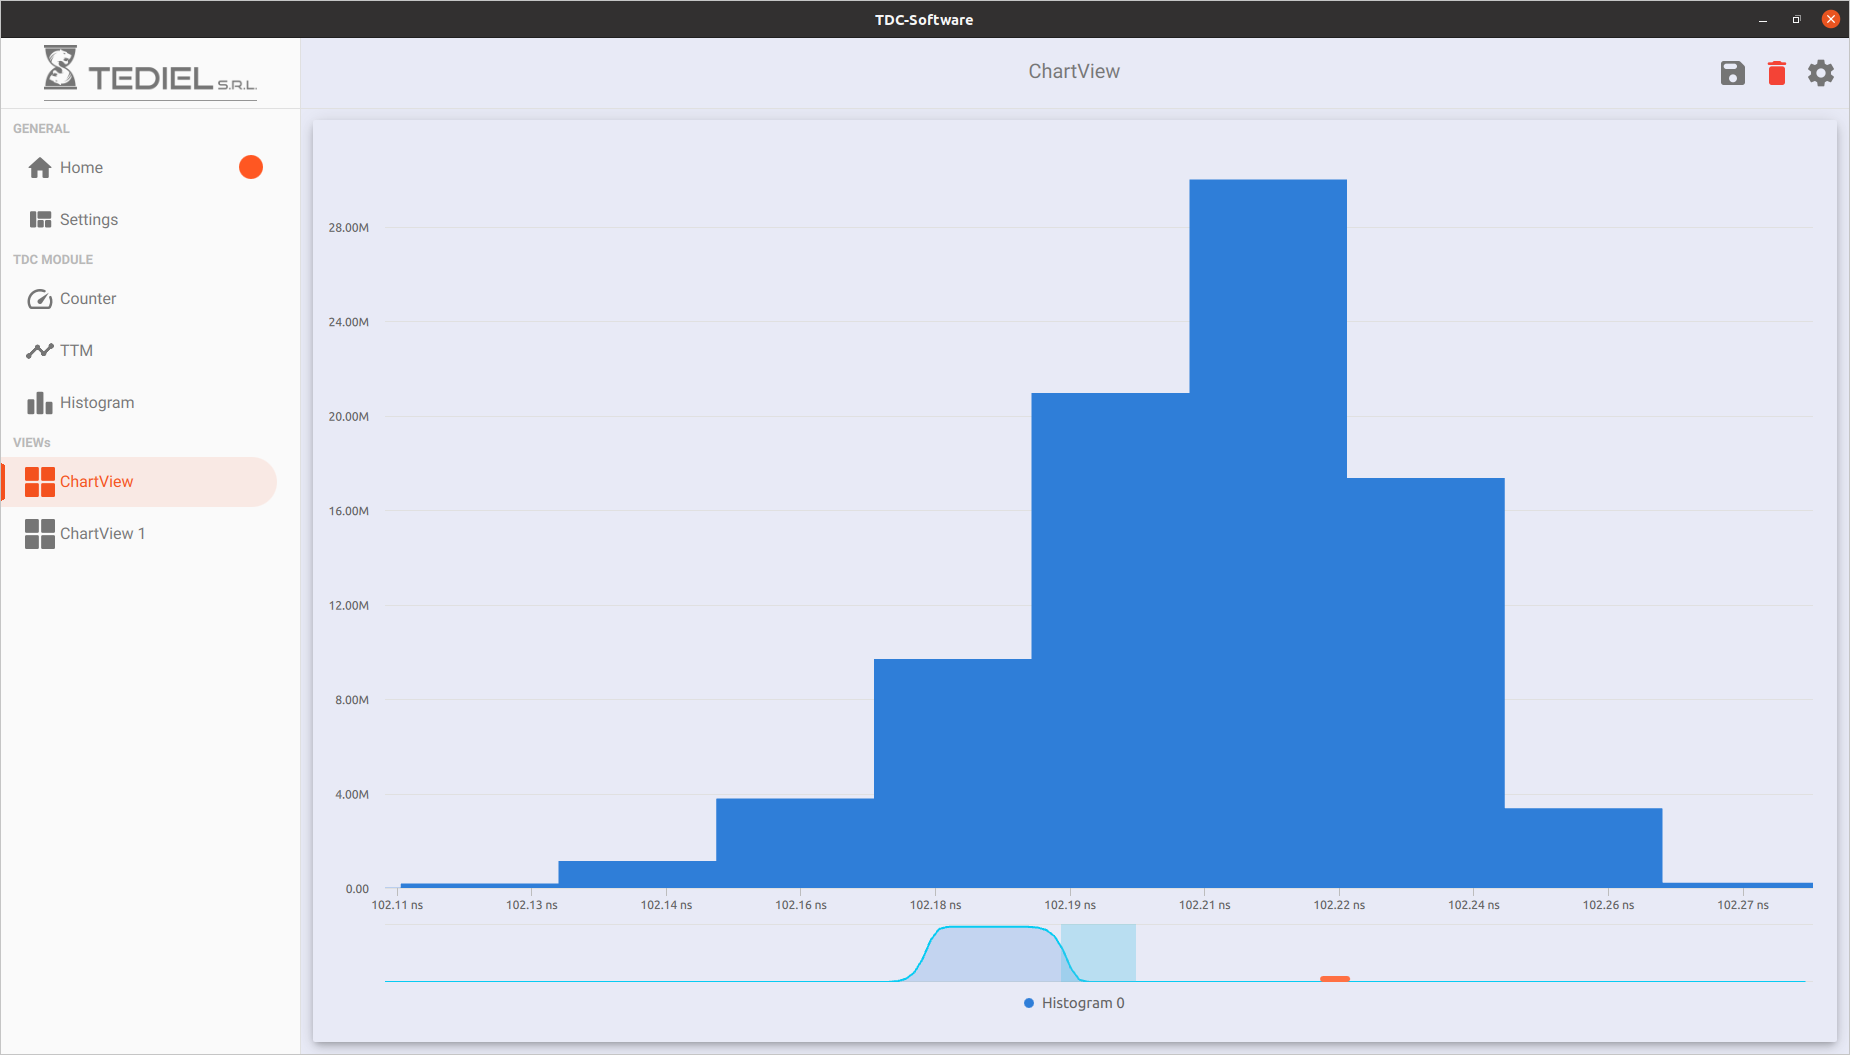 TDC-Software
TEDIEL S.R.L.
ChartView
GENERAL
Home
Settings
TDC MODULE
Counter
TTM
Histogram
VIEWs
ChartView
ChartView 1
28.00M
24.00M
20.00M
16.00M
12.00M
8.00M
4.00M
0.00
102.11 ns 102.13 ns 102.14 ns 102.16 ns 102.18 ns 102.19 ns 102.21 ns 102.22 ns 102.24 ns 102.26 ns 102.27 ns
Histogram 0